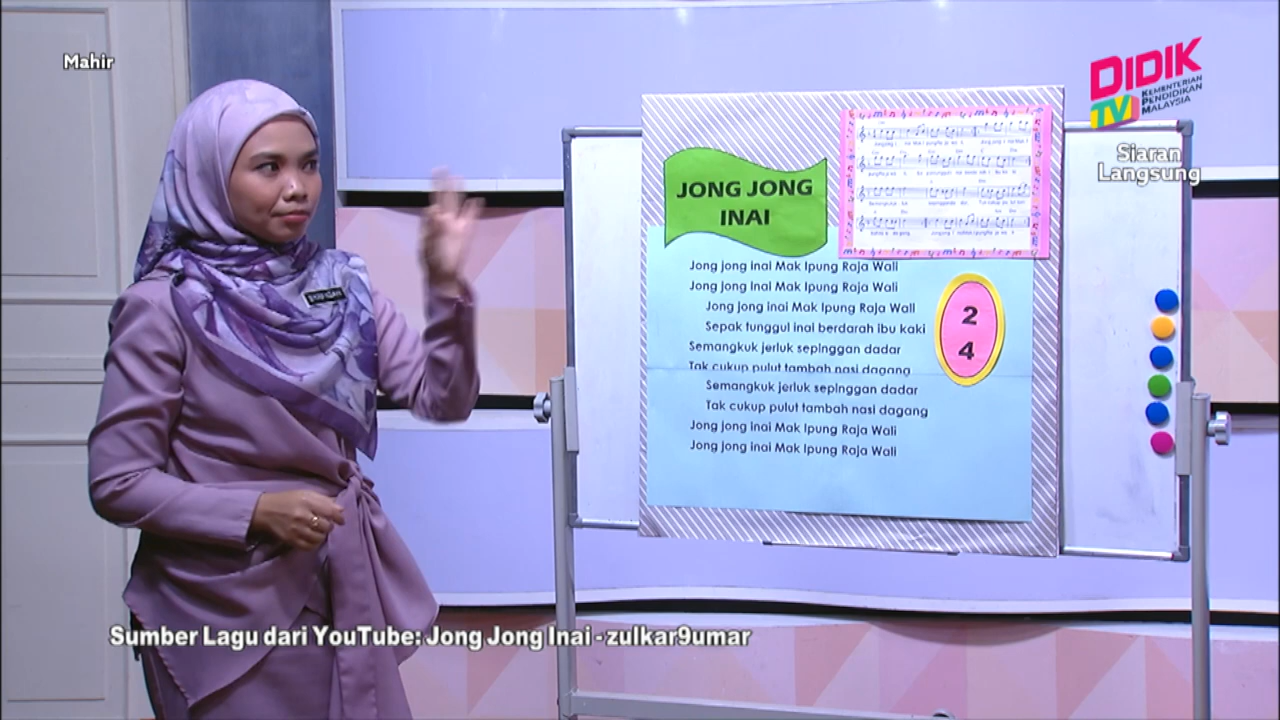 Mahir
DIDIK
TV
KEMENTERIAN
PENDIDIKAN
MALAYSIA
Siaran
Langsung
JONG JONG
INAI
Jong jong inai Mak Ipung Raja Wali
Jong jong inai Mak Ipung Raja Wali
Jong jong inai Mak Ipung Raja Wali
Sepak tunggul inai berdarah ibu kaki
Semangkuk jerluk sepinggan dadar
Tak cukup pulut tambah nasi dagang
Semangkuk jerluk sepinggan dadar
Tak cukup pulut tambah nasi dagang
Jong jong inai Mak Ipung Raja Wali
Jong jong inai Mak Ipung Raja Wali
2
4
Sumber Lagu dari YouTube: Jong Jong Inai - zulkar9umar